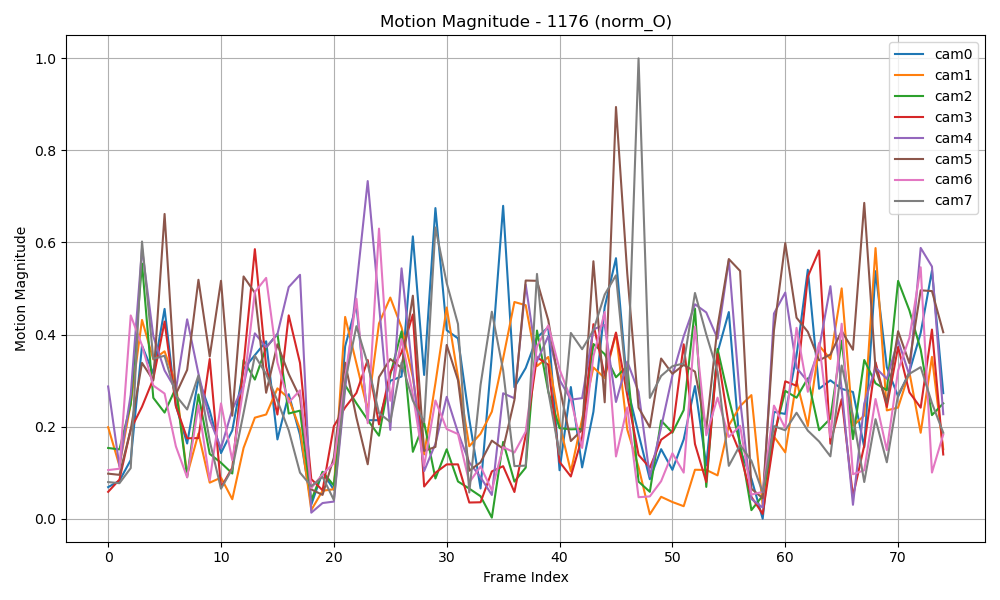 Motion Magnitude - 1176 (norm_O)
Motion Magnitude
1.0
0.8
0.6
0.4
0.2
0.0
0 10 20 30 40 50 60 70
Frame Index
cam0
cam1
cam2
cam3
cam4
cam5
cam6
cam7